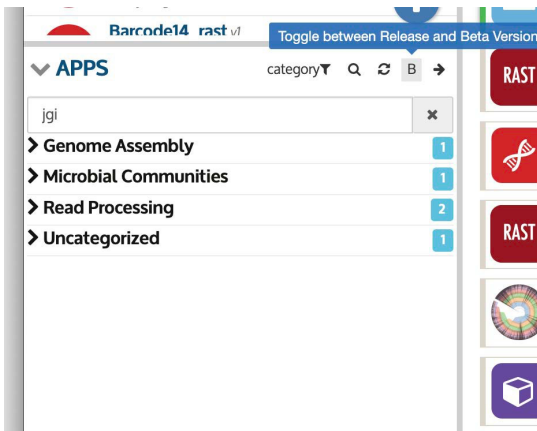 Barcode14_rast v1
Toggle between Release and Beta Version
APPS
category
B
RAST
jgi
Genome Assembly
1
Microbial Communities
1
Read Processing
2
RAST
Uncategorized
1